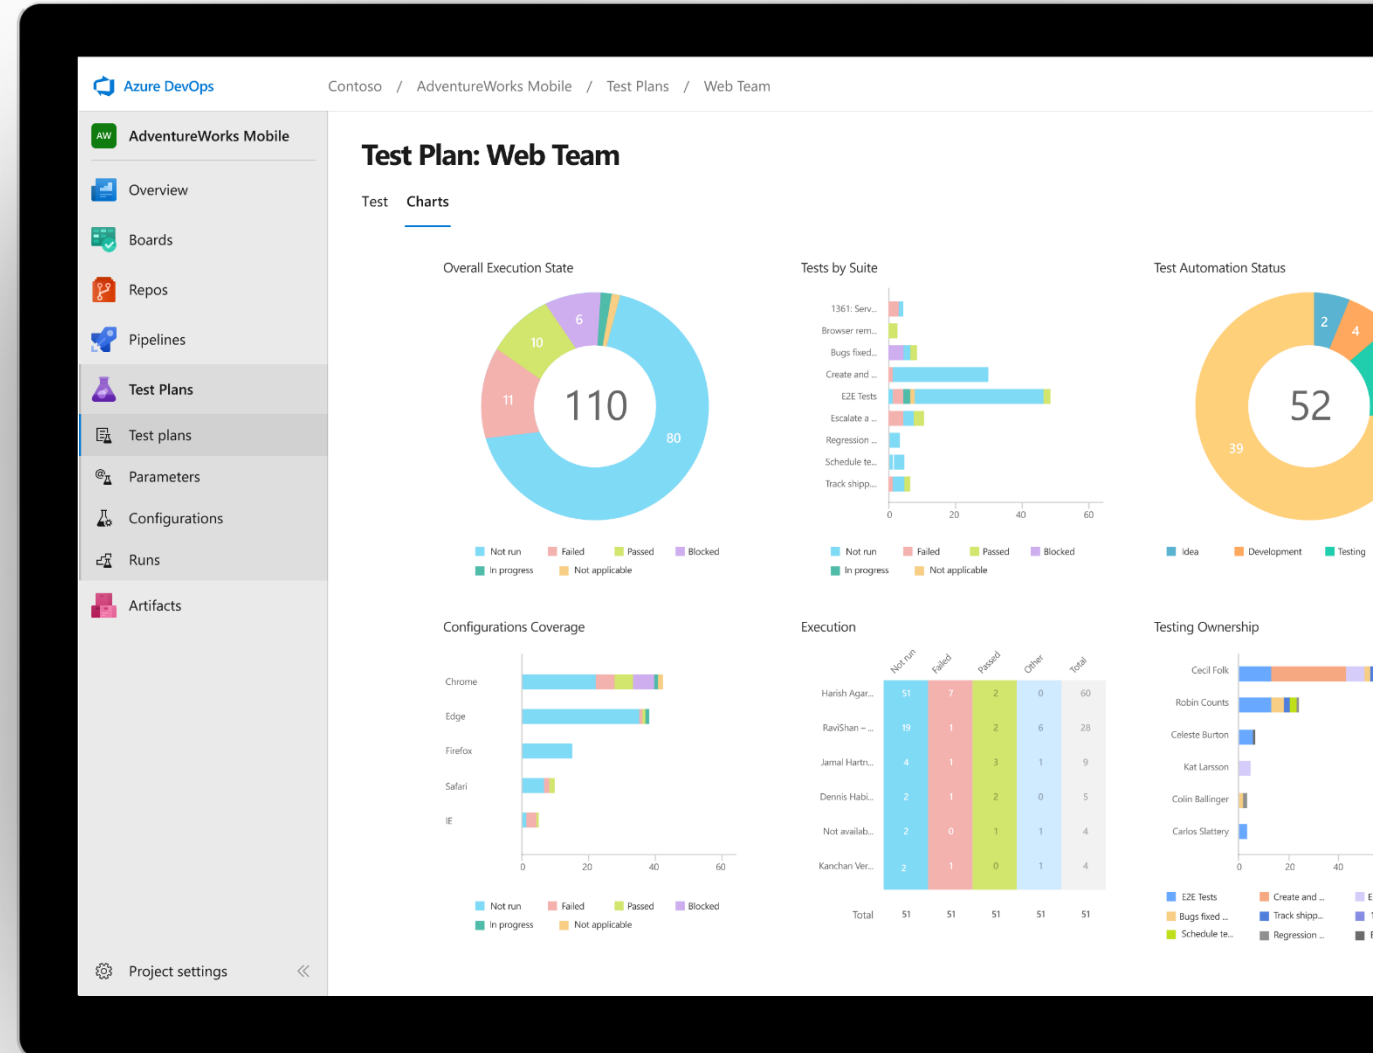 Azure DevOps
Contoso / AdventureWorks Mobile / Test Plans / Web Team
AW AdventureWorks Mobile
Overview
Boards
Repos
Pipelines
Test Plans
Test plans
Parameters
Configurations
Runs
Artifacts
Project settings
Test Plan: Web Team
Test Charts
Overall Execution State
6
10
11
110
80
Not run Failed Passed Blocked
In progress Not applicable
Tests by Suite
1361: Serv...
Browser rem...
Bugs fixed...
Create and ...
E2E Tests
Escalate a ...
Regression ...
Schedule te...
Track shipp...
0 20 40 60
Not run Failed Passed Blocked
In progress Not applicable
Test Automation Status
2
4
52
39
Idea Development Testing
Configurations Coverage
Chrome
Edge
Firefox
Safari
IE
0 20 40 60
Not run Failed Passed Blocked
In progress Not applicable
Execution
Not run Failed Passed Other Total
Harish Agar... 51 7 2 0 60
RaviShan – ... 19 1 2 6 28
Jamal Hartn... 4 1 3 1 9
Dennis Habi... 2 1 2 0 5
Not availab... 2 0 1 1 4
Kanchan Ver... 2 1 0 1 4
Total 51 51 51 51 51
Testing Ownership
Cecil Folk
Robin Counts
Celeste Burton
Kat Larsson
Colin Ballinger
Carlos Slattery
0 20 40
E2E Tests Create and ...
Bugs fixed ... Track shipp...
Schedule te... Regression ...